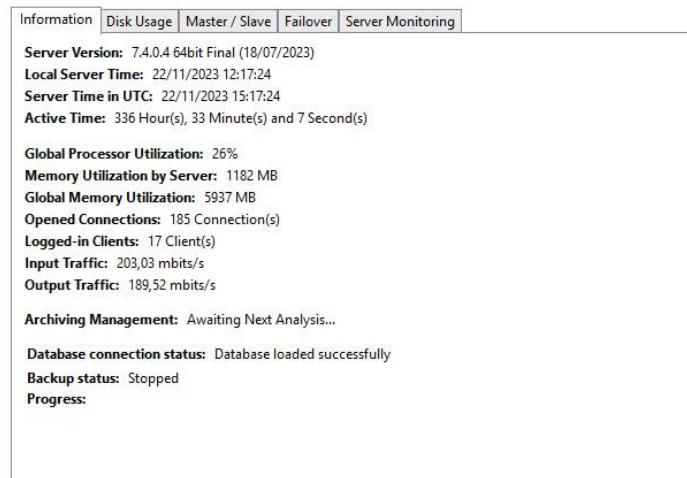 Information Disk Usage Master / Slave Failover Server Monitoring
Server Version: 7.4.0.4 64bit Final (18/07/2023)
Local Server Time: 22/11/2023 12:17:24
Server Time in UTC: 22/11/2023 15:17:24
Active Time: 336 Hour(s), 33 Minute(s) and 7 Second(s)
Global Processor Utilization: 26%
Memory Utilization by Server: 1182 MB
Global Memory Utilization: 5937 MB
Opened Connections: 185 Connection(s)
Logged-in Clients: 17 Client(s)
Input Traffic: 203,03 mbits/s
Output Traffic: 189,52 mbits/s
Archiving Management: Awaiting Next Analysis...
Database connection status: Database loaded successfully
Backup status: Stopped
Progress: